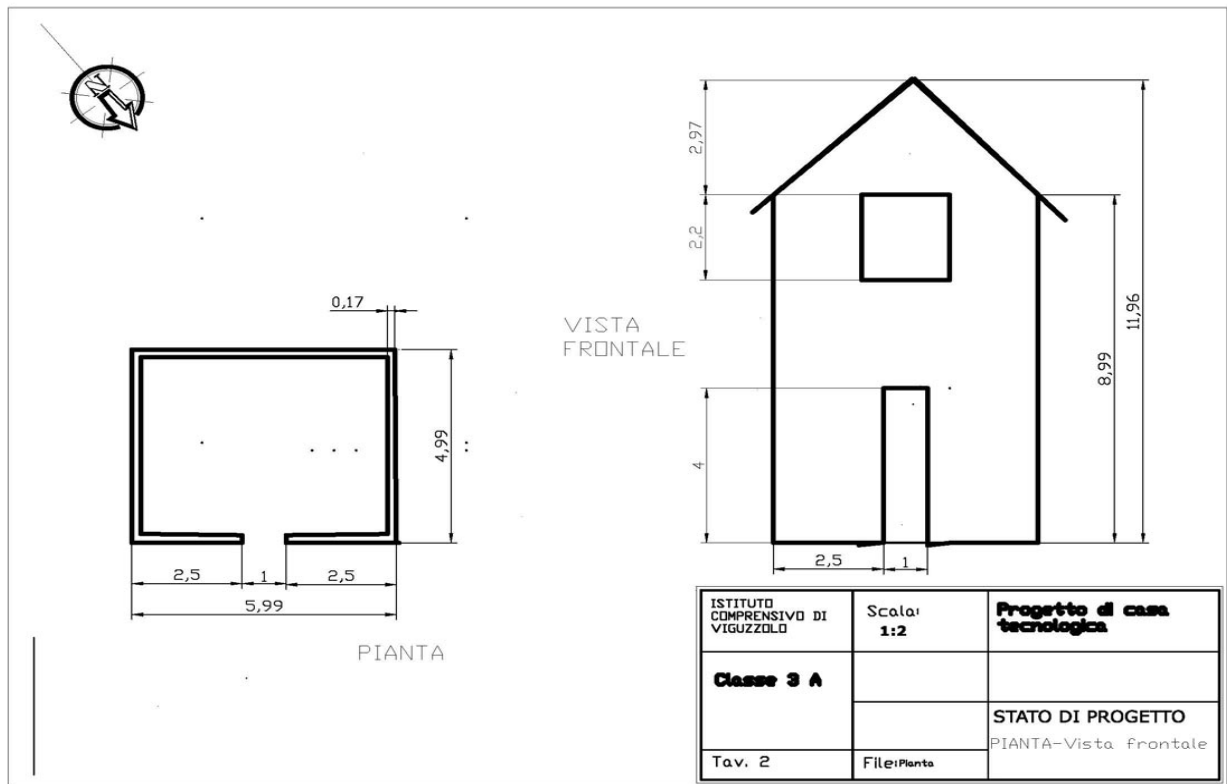 N
0,17
4,99
2,5
1
2,5
5,99
PIANTA
VISTA
FRONTALE
2,97
2,2
4
11,96
8,99
2,5
1
ISTITUTO
COMPRENSIVO DI
VIGUZZOLO
Scala:
1:2
Progetto di casa
tecnologica
Classe 3 A
STATO DI PROGETTO
PIANTA-Vista frontale
Tav. 2
File:Pianta